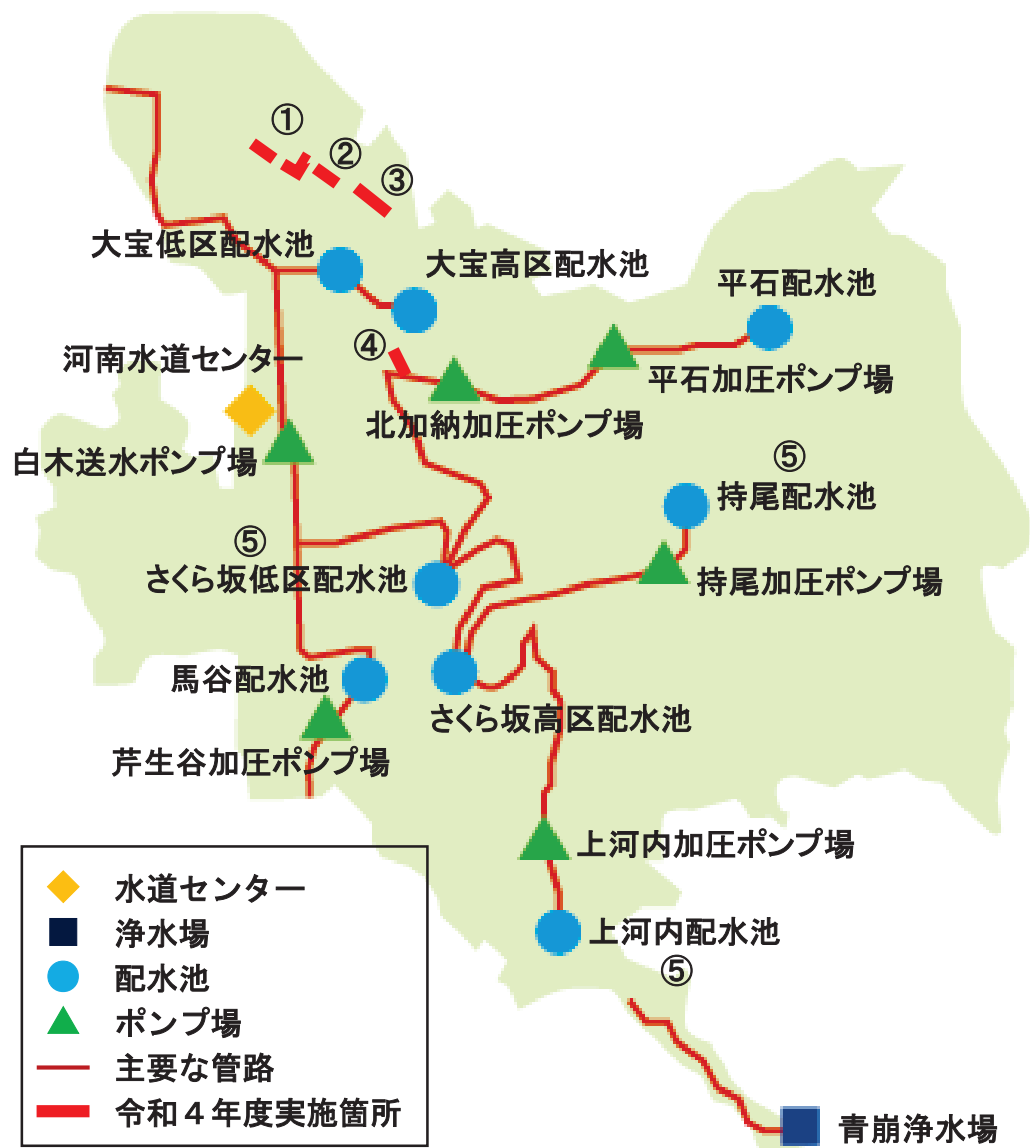 ①
②
③
大宝低区配水池
大宝高区配水池
平石配水池
④
河南水道センター
平石加圧ポンプ場
北加納加圧ポンプ場
白木送水ポンプ場
⑤
持尾配水池
⑤
さくら坂低区配水池
持尾加圧ポンプ場
馬谷配水池
さくら坂高区配水池
芹生谷加圧ポンプ場
上河内加圧ポンプ場
上河内配水池
⑤
青崩浄水場
水道センター
浄水場
配水池
ポンプ場
主要な管路
令和４年度実施箇所